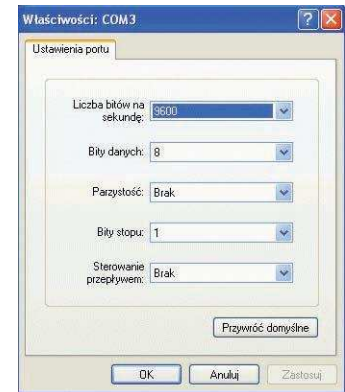 Właściwości: COM3
Ustawienia portu
Liczba bitów na
sekundę: 9600
Bity danych: 8
Parzystość: Brak
Bity stopu: 1
Sterowanie
przepływem: Brak
Przywróć domyślne
OK Anuluj Zastosuj